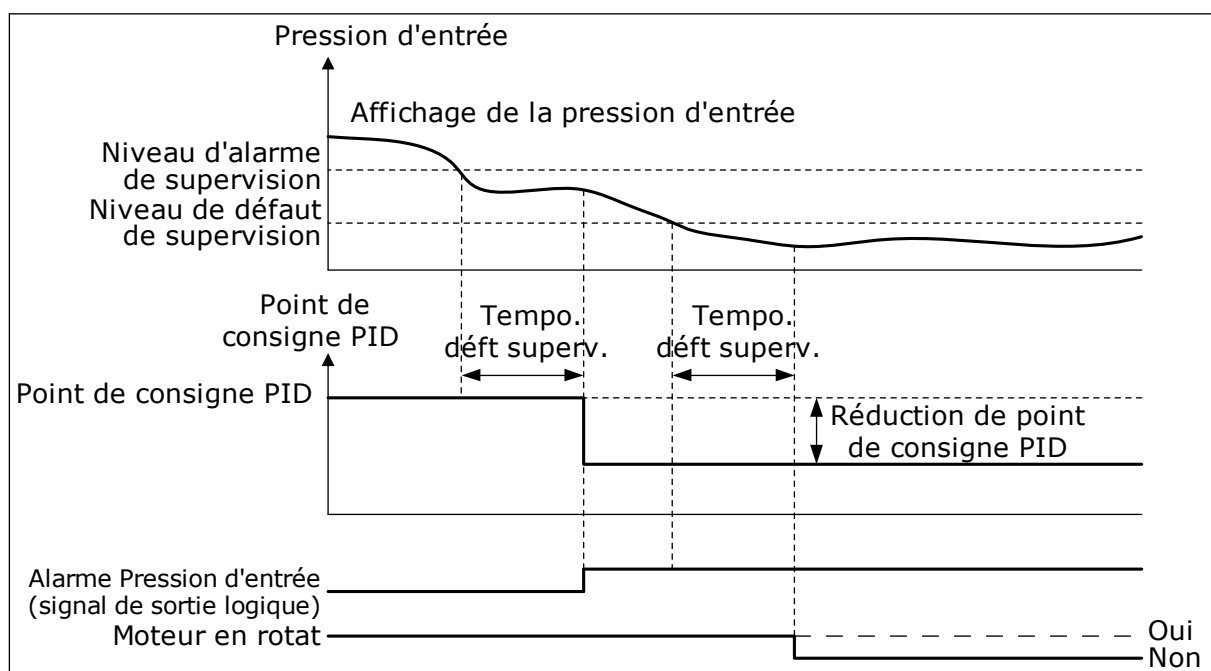 Pression d'entrée
Affichage de la pression d'entrée
Niveau d'alarme
de supervision
Niveau de défaut
de supervision
Point de
consigne PID
Tempo.
déft superv.
Tempo.
déft superv.
Point de consigne PID
Réduction de point
de consigne PID
Alarme Pression d'entrée
(signal de sortie logique)
Moteur en rotat
Oui
Non